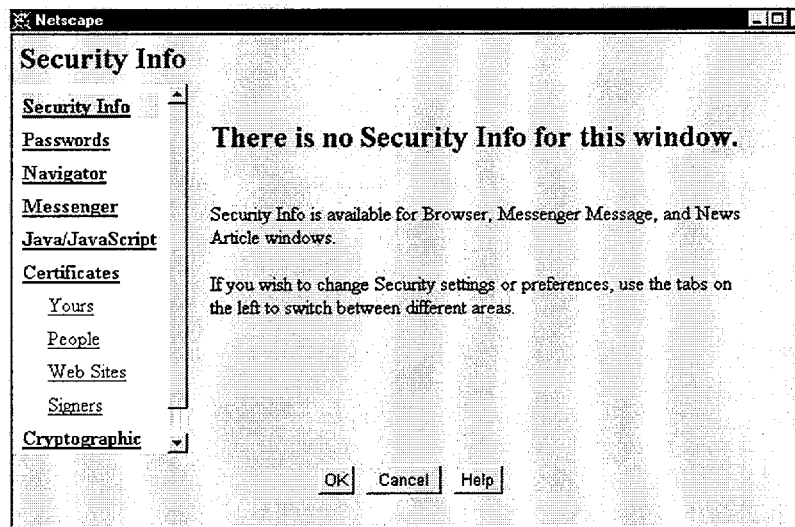 Netscape
Security Info
Security Info
Passwords
Navigator
Messenger
Java/JavaScript
Certificates
Yours
People
Web Sites
Signers
Cryptographic
There is no Security Info for this window.
Security Info is available for Browser, Messenger Message, and News
Article windows.
If you wish to change Security settings or preferences, use the tabs on
the left to switch between different areas.
OK Cancel Help